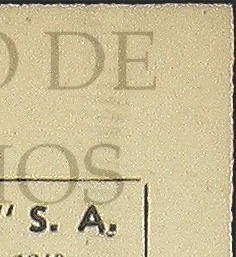 O DE
IOS
" S. A.